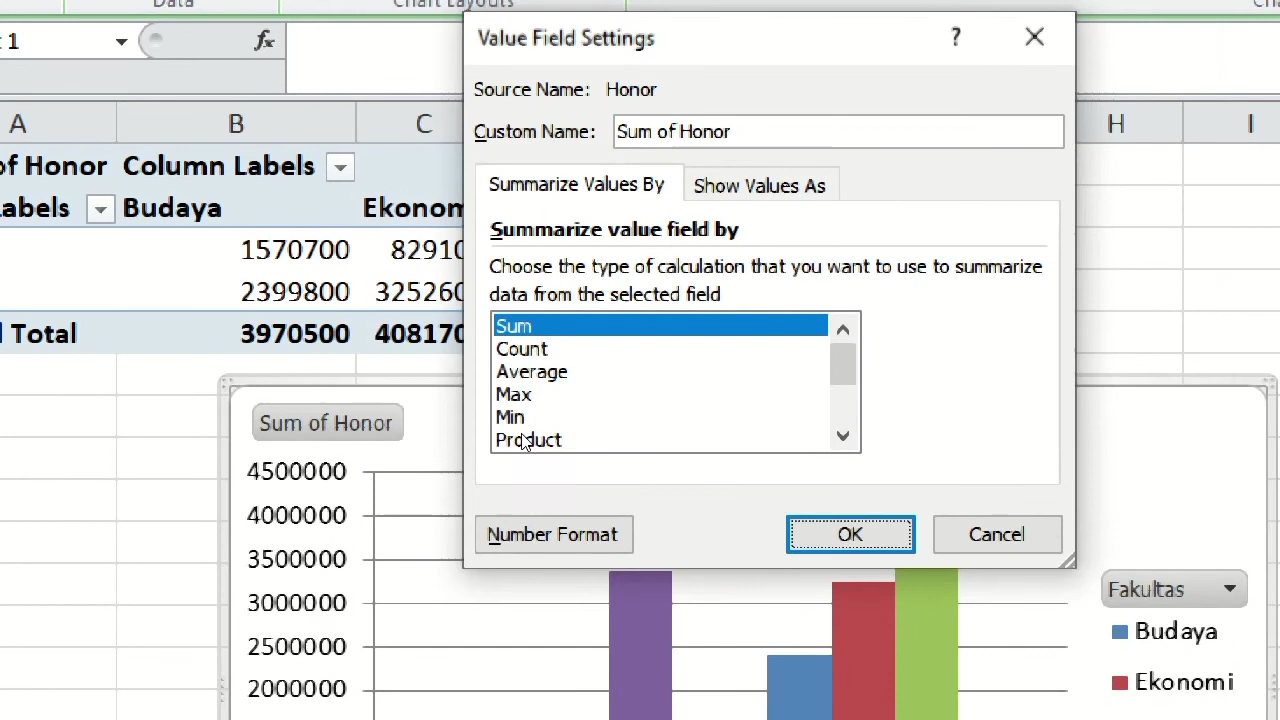 Data
Chart Layouts
1
fx
Value Field Settings
?
Source Name: Honor
Custom Name: Sum of Honor
Summarize Values By
Show Values As
Summarize value field by
Choose the type of calculation that you want to use to summarize
data from the selected field
Sum
Count
Average
Max
Min
Product
Number Format
OK
Cancel
A B C H I
of Honor Column Labels
abels Budaya Ekonom
1570700 82910
2399800 325260
Total 3970500 408170
Sum of Honor
4500000
4000000
3500000
3000000
2500000
2000000
Fakultas
Budaya
Ekonomi